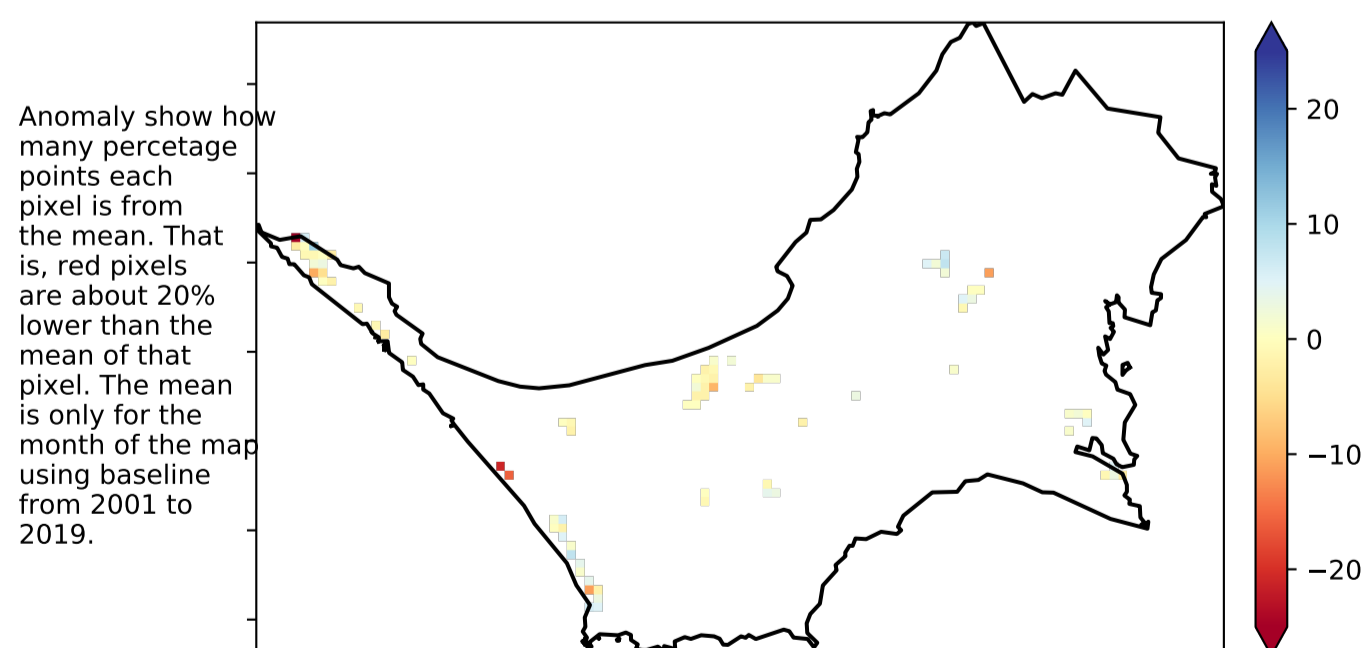 Anomaly show how
many percetage
points each
pixel is from
the mean. That
is, red pixels
are about 20%
lower than the
mean of that
pixel. The mean
is only for the
month of the map
using baseline
from 2001 to
2019.
20
10
0
−10
−20